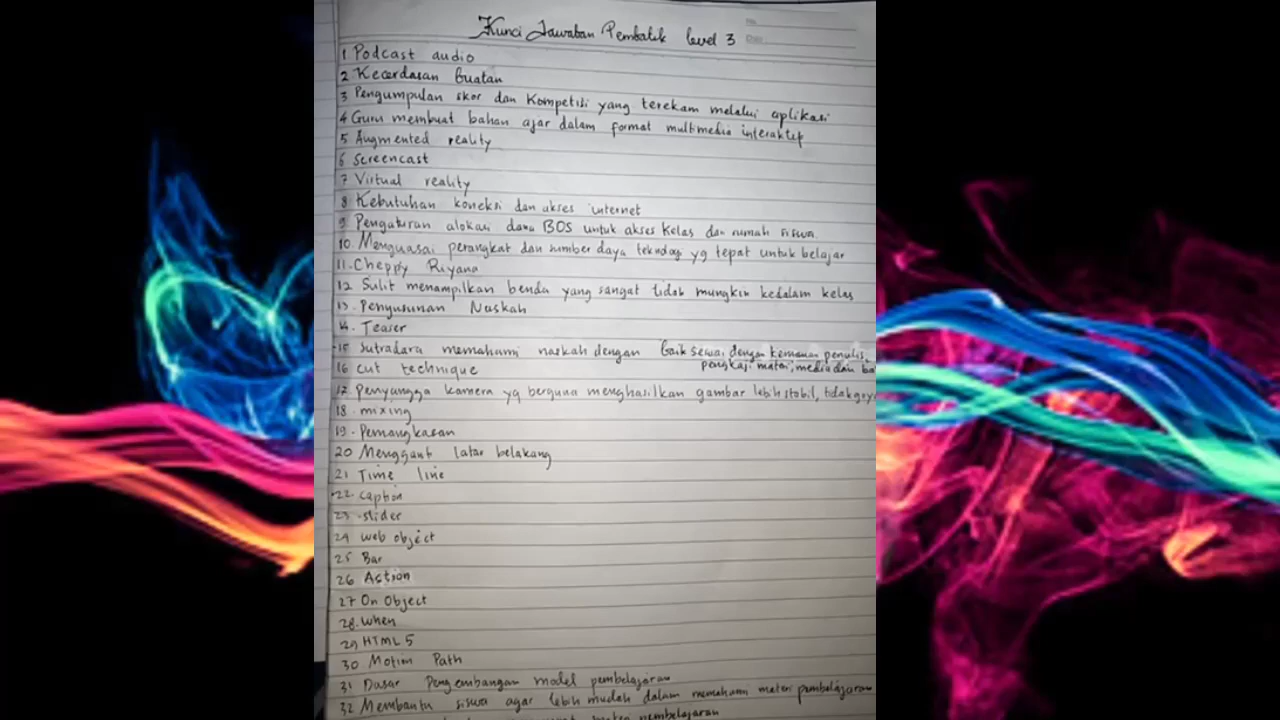 Kunci Jawaban Pembatik level 3
No.
Date:
1 Podcast audio
2 Kecerdasan buatan
3 Pengumpulan skor dan Kompetisi yang terekam melalui aplikasi
4 Guru membuat bahan ajar dalam format multimedia interaktif
5 Augmented reality
6 Screencast
7 Virtual reality
8 Kebutuhan koneksi dan akses internet
9 Pengaturan alokasi dana BOS untuk akses Kelas dan rumah siswa.
10. Menguasai perangkat dan sumber daya teknologi yg tepat untuk belajar
11. Cheppy Riyana
12 Sulit menampilkan benda yang sangat tidak mungkin kedalam kelas
13. Penyusunan Naskah
14. Teaser
15 Sutradara memahami naskah dengan baik sesuai dengan kemauan penulis,
pengkaji materi, media dan ba
16 cut technique
17 Penyangga kamera yg berguna menghasilkan gambar lebih stabil, tidak goy
18. mixing
19. Pemangkasan
20 Mengganti latar belakang
21 Time line
22. caption
23 slider
24 web object
25 Bar
26 Action
27 On Object
28. When
29 HTML 5
30 Motion Path
31 Dasar Pengembangan model pembelajaran
32 Membantu siswa agar lebih mudah dalam memahami materi pembelajaran
materi pembelajaran